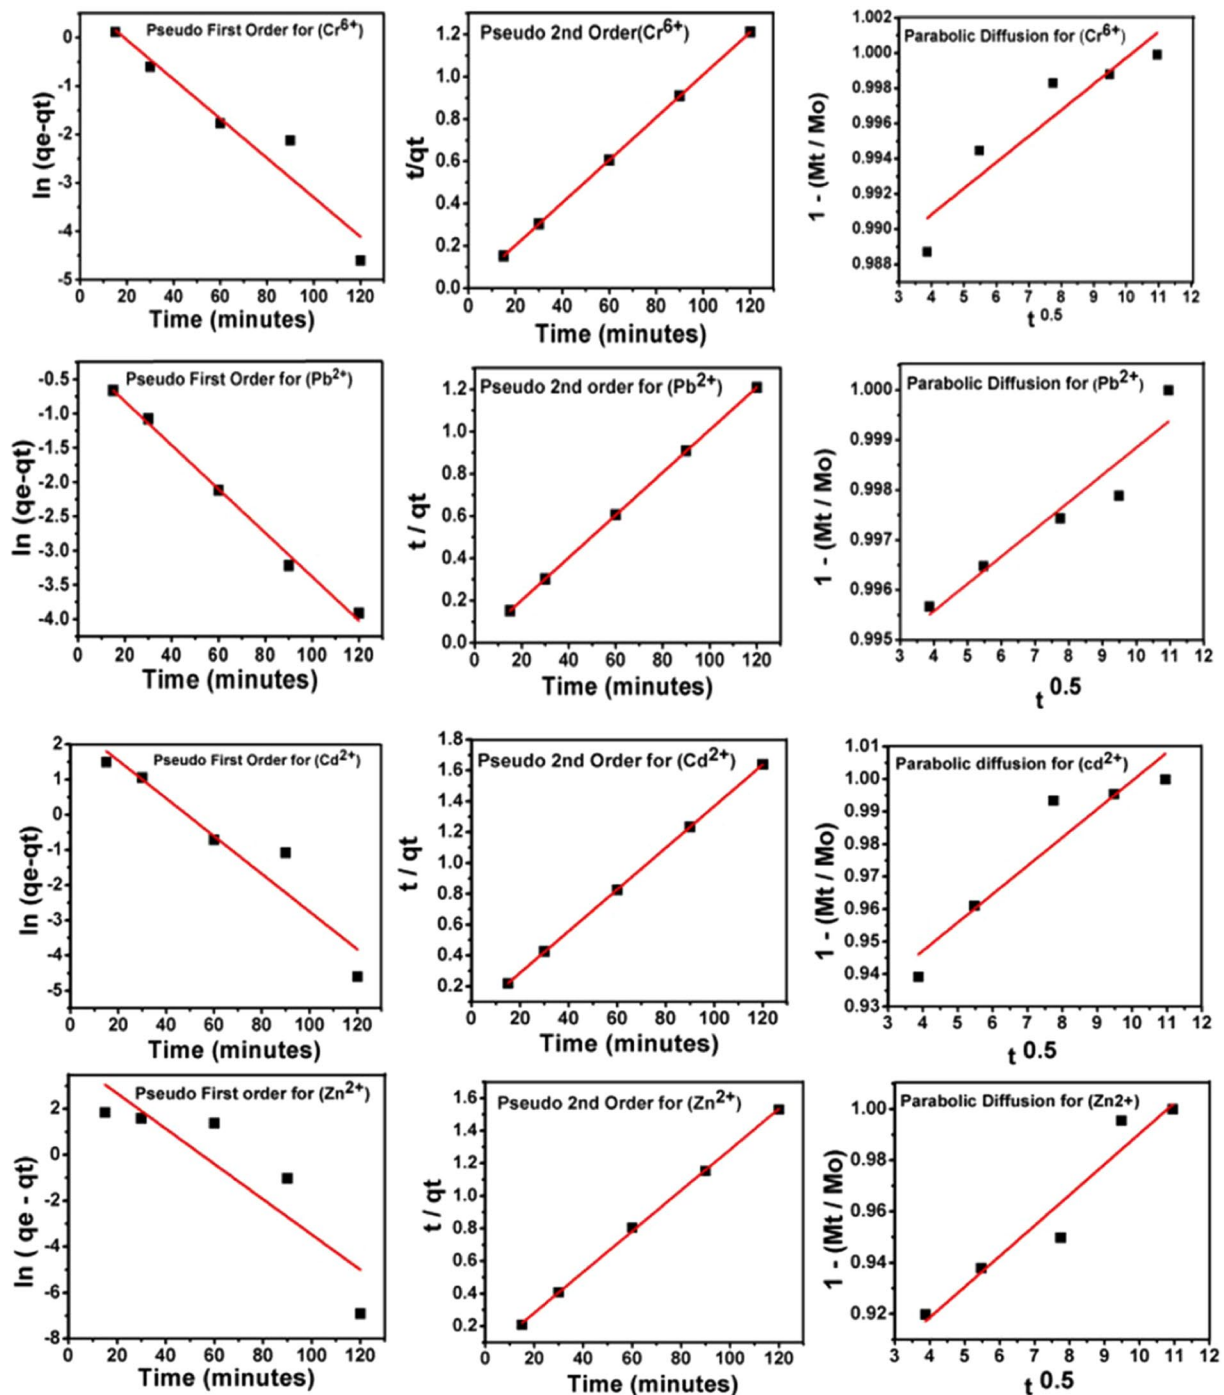 Pseudo First Order for (Cr6+)
0
-1
-2
-3
-4
-5
ln (qe-qt)
0 20 40 60 80 100 120
Time (minutes)
Pseudo 2nd Order(Cr6+)
1.2
1.0
0.8
0.6
0.4
0.2
0.0
t/qt
0 20 40 60 80 100 120
Time (minutes)
Parabolic Diffusion for (Cr6+)
1.002
1.000
0.998
0.996
0.994
0.992
0.990
0.988
1 - (Mt / Mo)
3 4 5 6 7 8 9 10 11 12
t 0.5
Pseudo First Order for (Pb2+)
-0.5
-1.0
-1.5
-2.0
-2.5
-3.0
-3.5
-4.0
ln (qe-qt)
0 20 40 60 80 100 120
Time (minutes)
Pseudo 2nd order for (Pb2+)
1.2
1.0
0.8
0.6
0.4
0.2
0.0
t / qt
0 20 40 60 80 100 120
Time (minutes)
Parabolic Diffusion for (Pb2+)
1.000
0.999
0.998
0.997
0.996
0.995
1 - (Mt / Mo)
3 4 5 6 7 8 9 10 11 12
t 0.5
Pseudo First Order for (Cd2+)
2
1
0
-1
-2
-3
-4
-5
ln (qe-qt)
0 20 40 60 80 100 120
Time (minutes)
Pseudo 2nd Order for (Cd2+)
1.8
1.6
1.4
1.2
1.0
0.8
0.6
0.4
0.2
t / qt
0 20 40 60 80 100 120
Time (minutes)
Parabolic diffusion for (cd2+)
1.01
1.00
0.99
0.98
0.97
0.96
0.95
0.94
0.93
1 - (Mt / Mo)
3 4 5 6 7 8 9 10 11 12
t 0.5
Pseudo First order for (Zn2+)
2
0
-2
-4
-6
-8
ln ( qe - qt)
0 20 40 60 80 100 120
Time (minutes)
Pseudo 2nd Order for (Zn2+)
1.6
1.4
1.2
1.0
0.8
0.6
0.4
0.2
t / qt
0 20 40 60 80 100 120
Time (minutes)
Parabolic Diffusion for (Zn2+)
1.00
0.98
0.96
0.94
0.92
1 - (Mt / Mo)
3 4 5 6 7 8 9 10 11 12
t 0.5